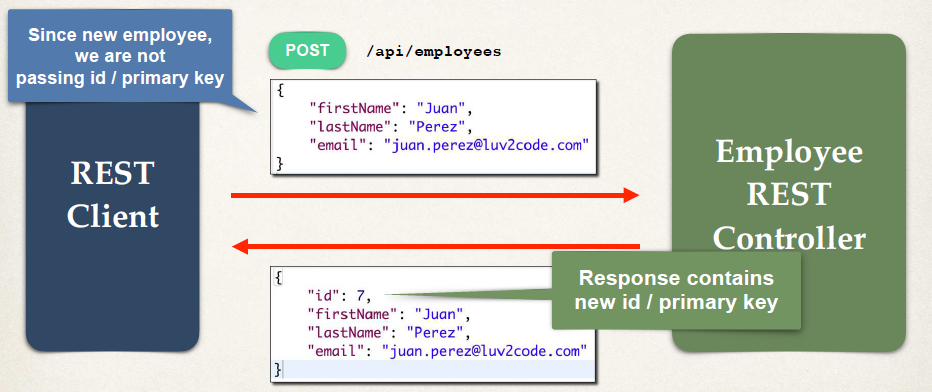 Since new employee,
we are not
passing id / primary key
POST
/api/employees
{
"firstName": "Juan",
"lastName": "Perez",
"email": "juan.perez@luv2code.com"
}
REST
Client
Employee
REST
Controller
{
"id": 7,
"firstName": "Juan",
"lastName": "Perez",
"email": "juan.perez@luv2code.com"
}
Response contains
new id / primary key